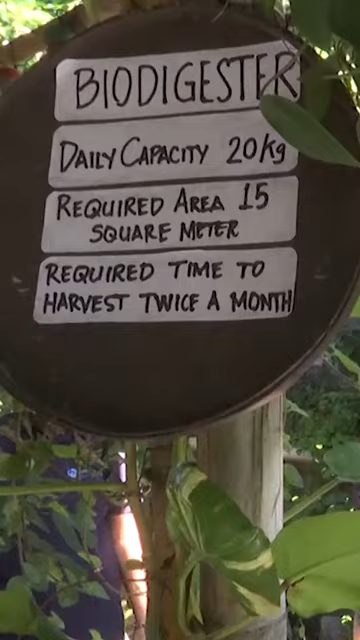 BIODIGESTER
DAILY CAPACITY 20kg
REQUIRED AREA 15
SQUARE METER
REQUIRED TIME TO
HARVEST TWICE A MONTH